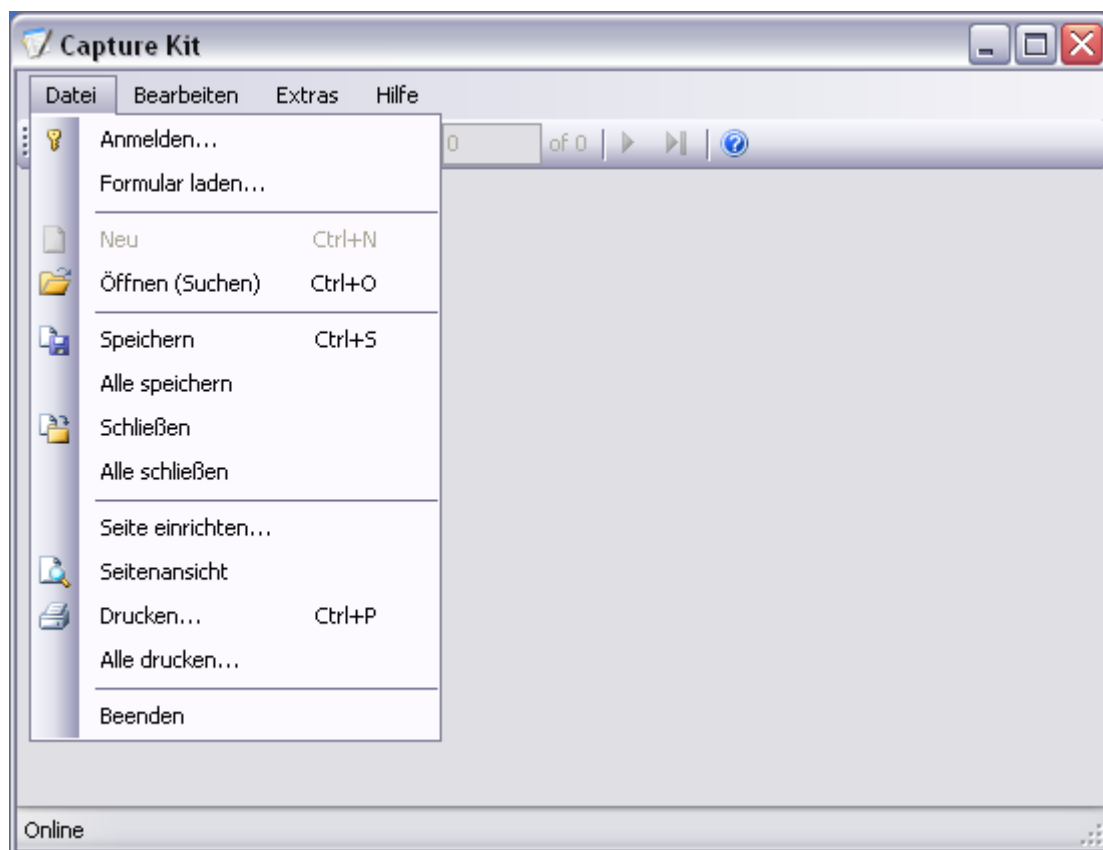 Capture Kit
Datei Bearbeiten Extras Hilfe
0 of 0
Anmelden...
Formular laden...
Neu Ctrl+N
Öffnen (Suchen) Ctrl+O
Speichern Ctrl+S
Alle speichern
Schließen
Alle schließen
Seite einrichten...
Seitenansicht
Drucken... Ctrl+P
Alle drucken...
Beenden
Online